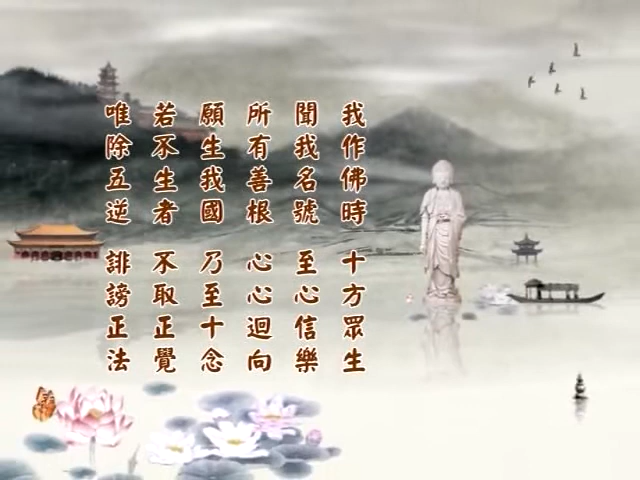 我作佛時 十方眾生
聞我名號 至心信樂
所有善根 心心迴向
願生我國 乃至十念
若不生者 不取正覺
唯除五逆 誹謗正法